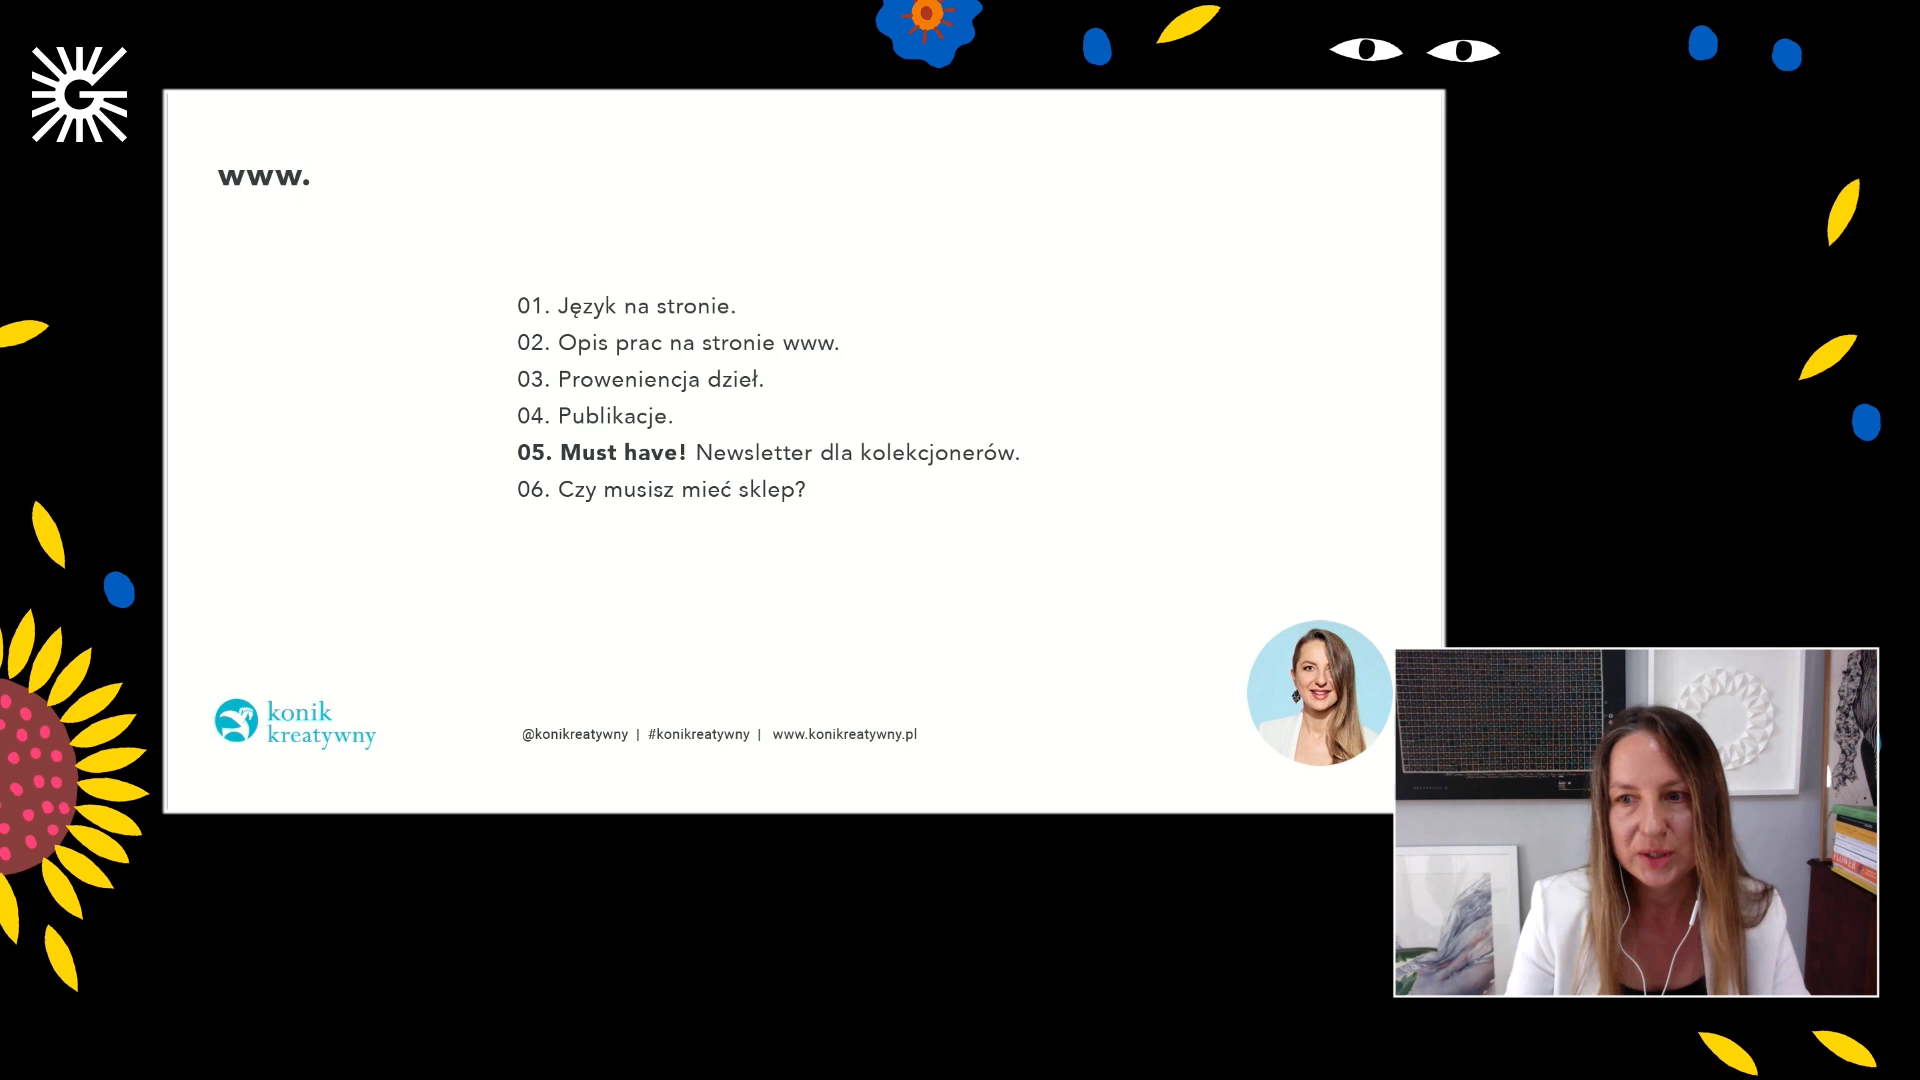 www.
01. Język na stronie.
02. Opis prac na stronie www.
03. Proweniencja dzieł.
04. Publikacje.
05. Must have! Newsletter dla kolekcjonerów.
06. Czy musisz mieć sklep?
konik
kreatywny
@konikreatywny | #konikreatywny | www.konikreatywny.pl
FLOWER